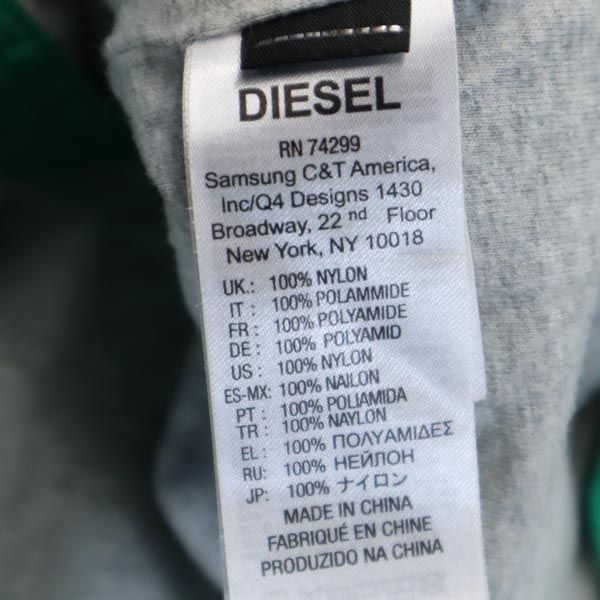 DIESEL
RN 74299
Samsung C&T America,
Inc/Q4 Designs 1430
Broadway, 22 nd Floor
New York, NY 10018
UK.: 100% NYLON
IT : 100% POLAMMIDE
FR : 100% POLYAMIDE
DE : 100% POLYAMID
US : 100% NYLON
ES-MX: 100% NAILON
PT : 100% POLIAMIDA
TR : 100% NAYLON
EL : 100% ΠΟΛΥΑΜΙΔΕΣ
RU: 100% НЕЙЛОН
JP: 100% ナイロン
MADE IN CHINA
FABRIQUÉ EN CHINE
PRODUZIDO NA CHINA